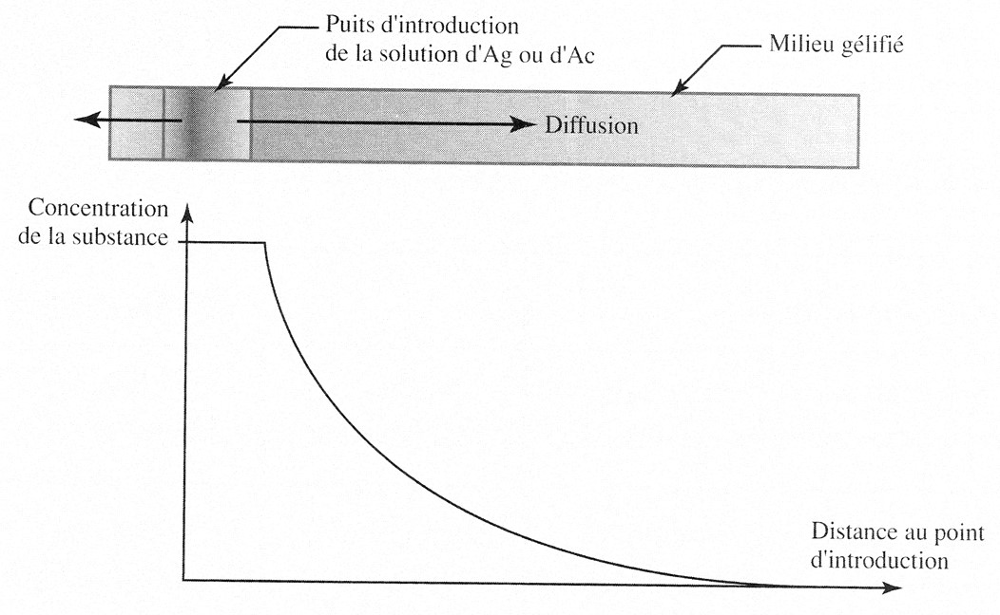 Puits d'introduction
de la solution d'Ag ou d'Ac
Milieu gélifié
Diffusion
Concentration
de la substance
Distance au point
d'introduction